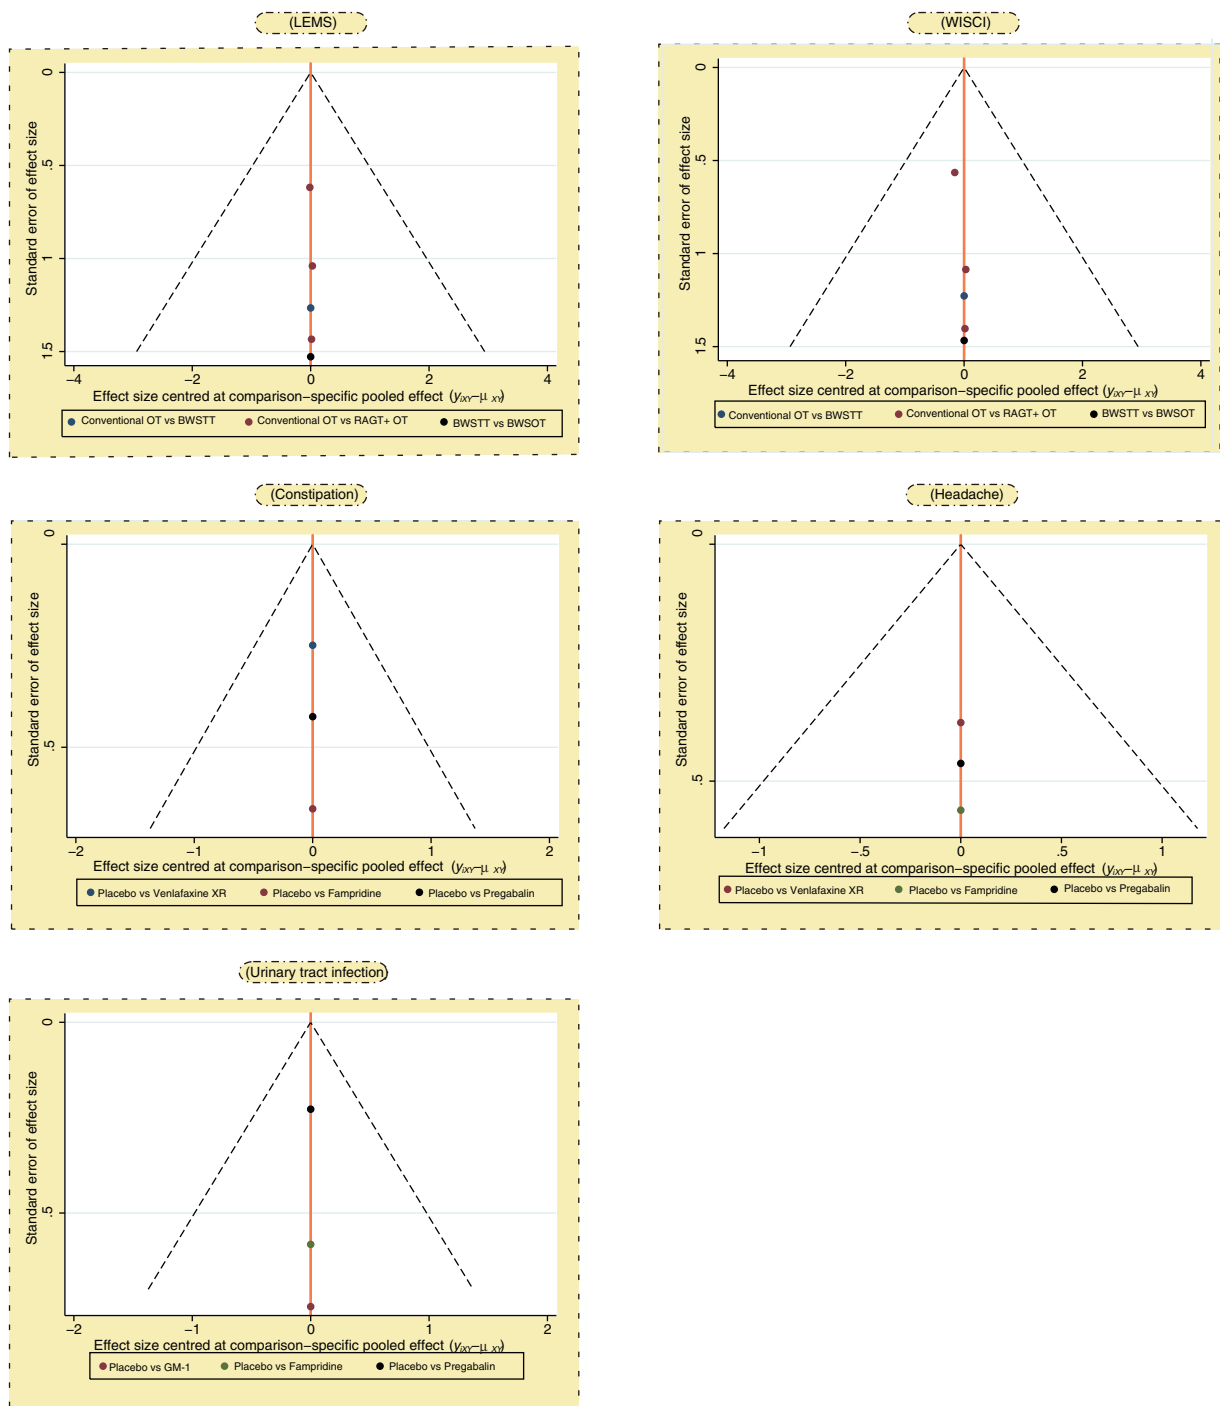 (LEMS)
0
.5
1
1.5
Standard error of effect size
−4
−2
0
2
4
Effect size centred at comparison−specific pooled effect (yiXY−μ XY)
Conventional OT vs BWSTT
Conventional OT vs RAGT+ OT
BWSTT vs BWSOT
(WISCI)
0
.5
1
1.5
Standard error of effect size
−4
−2
0
2
4
Effect size centred at comparison−specific pooled effect (yiXY−μ XY)
Conventional OT vs BWSTT
Conventional OT vs RAGT+ OT
BWSTT vs BWSOT
(Constipation)
0
.5
Standard error of effect size
−2
−1
0
1
2
Effect size centred at comparison−specific pooled effect (yiXY−μ XY)
Placebo vs Venlafaxine XR
Placebo vs Fampridine
Placebo vs Pregabalin
(Headache)
0
.5
Standard error of effect size
−1
−.5
0
.5
1
Effect size centred at comparison−specific pooled effect (yiXY−μ XY)
Placebo vs Venlafaxine XR
Placebo vs Fampridine
Placebo vs Pregabalin
(Urinary tract infection)
0
.5
Standard error of effect size
−2
−1
0
1
2
Effect size centred at comparison−specific pooled effect (yiXY−μ XY)
Placebo vs GM-1
Placebo vs Fampridine
Placebo vs Pregabalin